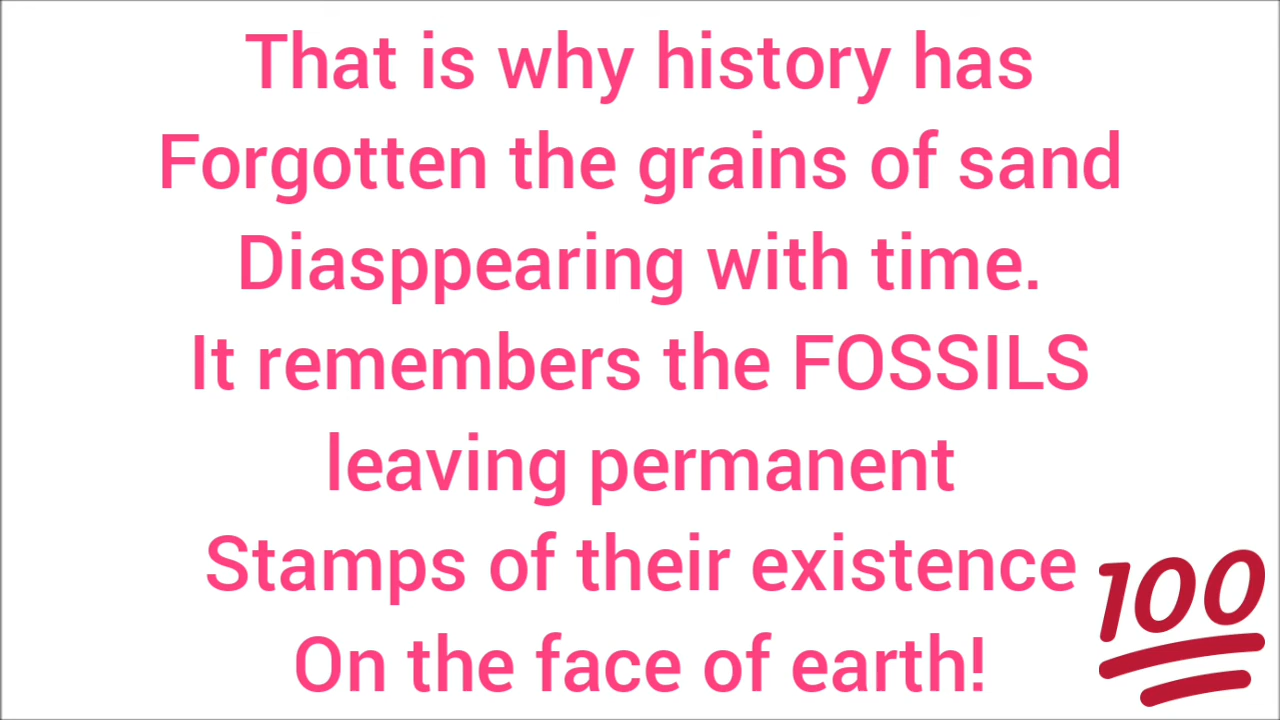 That is why history has
Forgotten the grains of sand
Diasppearing with time.
It remembers the FOSSILS
leaving permanent
Stamps of their existence
On the face of earth!
100